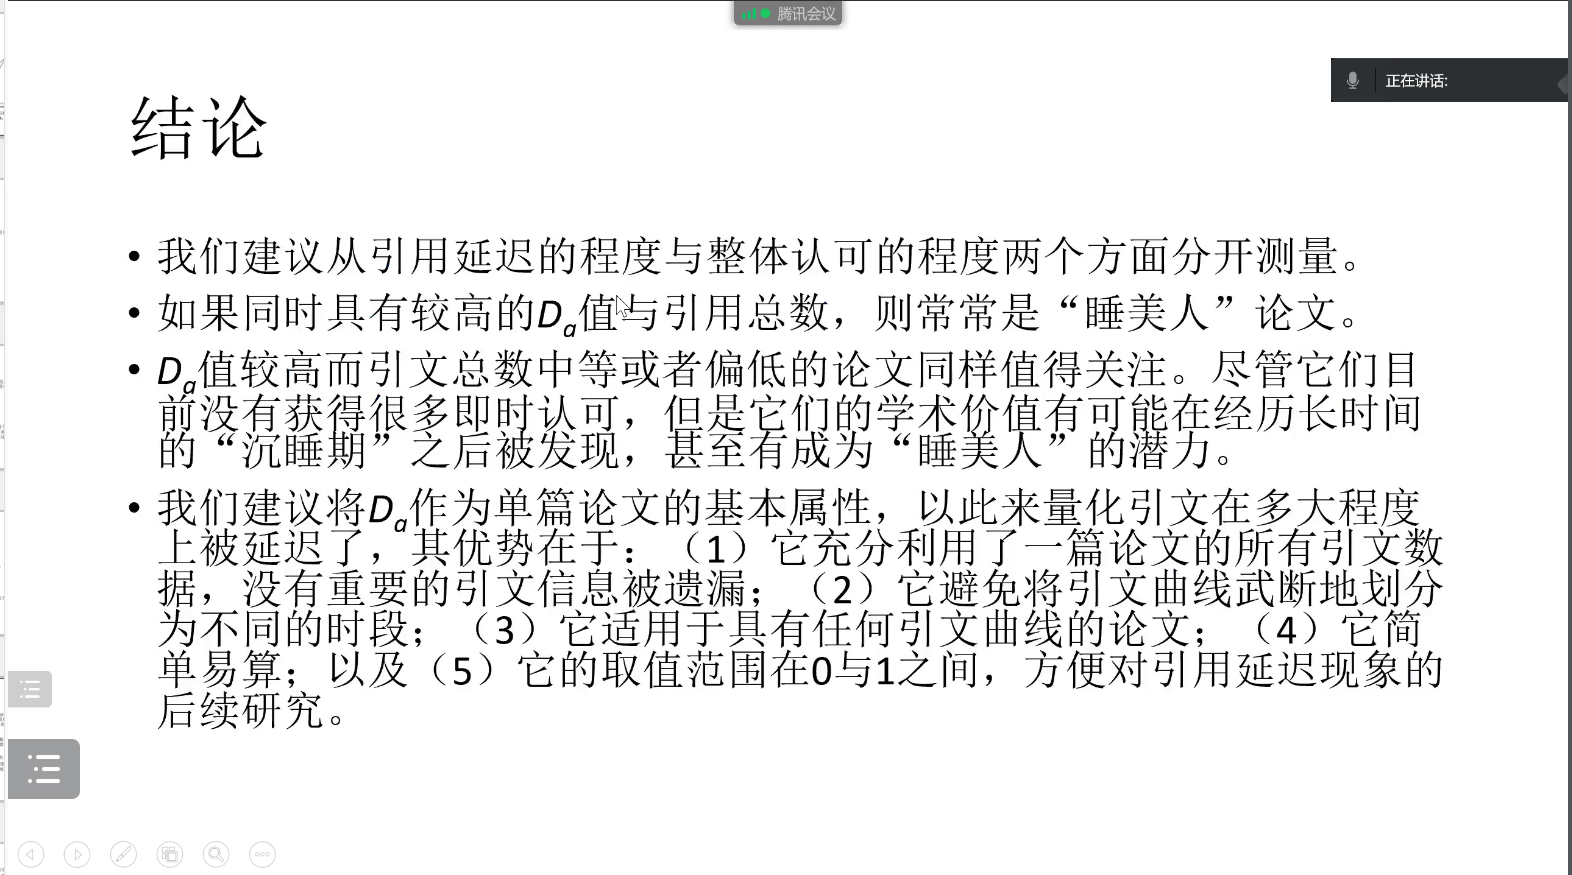 腾讯会议
正在讲话:
结论
• 我们建议从引用延迟的程度与整体认可的程度两个方面分开测量。
• 如果同时具有较高的Da值与引用总数，则常常是“睡美人”论文。
• Da值较高而引文总数中等或者偏低的论文同样值得关注。尽管它们目
前没有获得很多即时认可，但是它们的学术价值有可能在经历长时间
的“沉睡期”之后被发现，甚至有成为“睡美人”的潜力。
• 我们建议将Da作为单篇论文的基本属性，以此来量化引文在多大程度
上被延迟了，其优势在于：（1）它充分利用了一篇论文的所有引文数
据，没有重要的引文信息被遗漏；（2）它避免将引文曲线武断地划分
为不同的时段；（3）它适用于具有任何引文曲线的论文；（4）它简
单易算；以及（5）它的取值范围在0与1之间，方便对引用延迟现象的
后续研究。